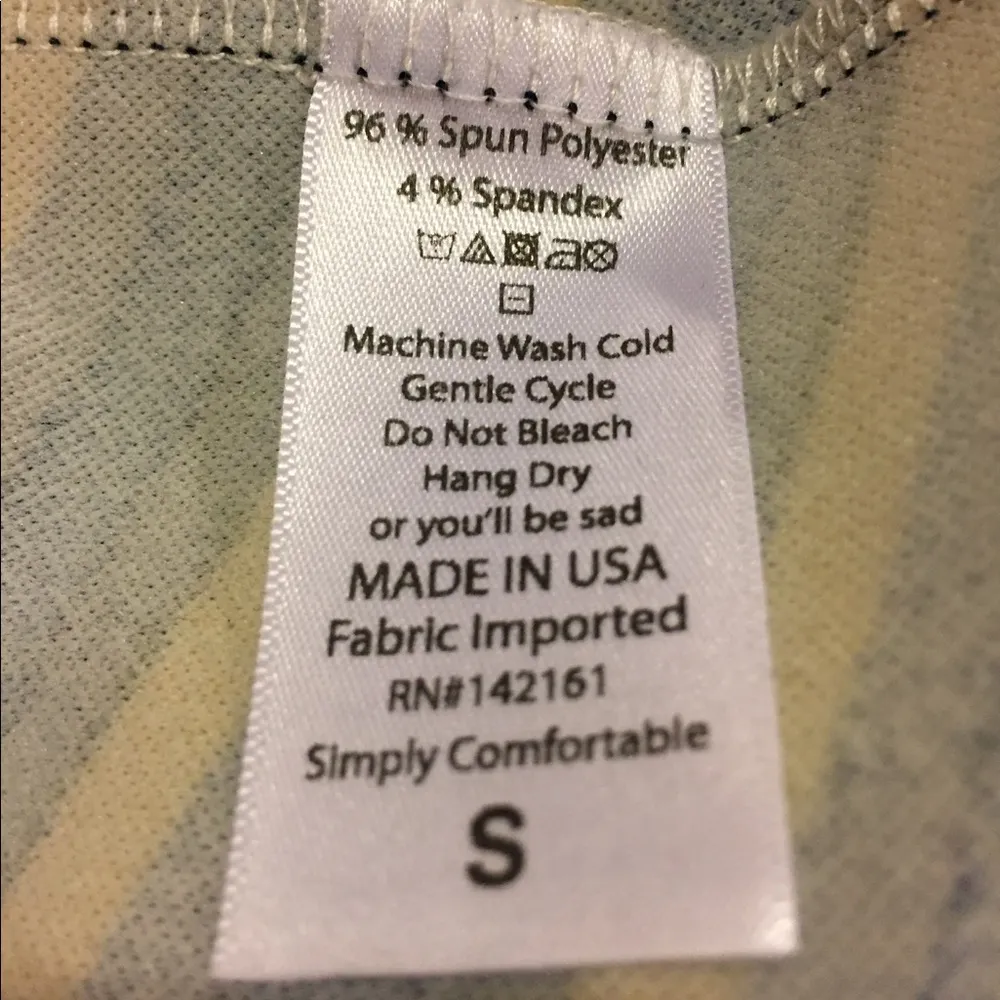 96 % Spun Polyester
4 % Spandex
Machine Wash Cold
Gentle Cycle
Do Not Bleach
Hang Dry
or you'll be sad
MADE IN USA
Fabric Imported
RN#142161
Simply Comfortable
S